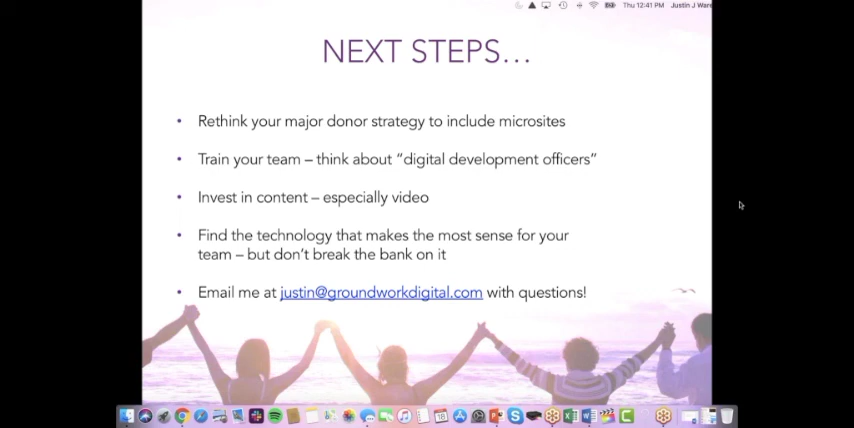 Thu 12:41 PM Justin J Ware
NEXT STEPS…
• Rethink your major donor strategy to include microsites
• Train your team – think about “digital development officers”
• Invest in content – especially video
• Find the technology that makes the most sense for your
team – but don’t break the bank on it
• Email me at justin@groundworkdigital.com with questions!